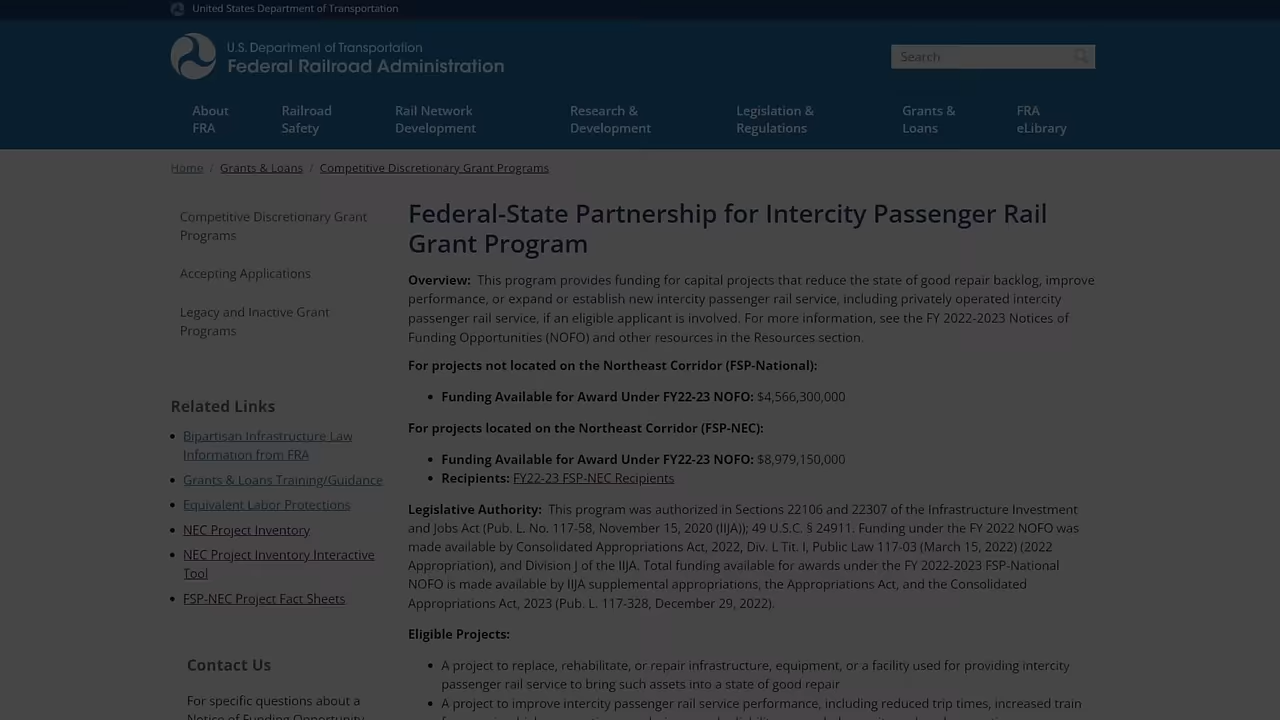 United States Department of Transportation
U.S. Department of Transportation
Federal Railroad Administration
Search
About
FRA
Railroad
Safety
Rail Network
Development
Research &
Development
Legislation &
Regulations
Grants &
Loans
FRA
eLibrary
Home / Grants & Loans / Competitive Discretionary Grant Programs
Competitive Discretionary Grant
Programs
Accepting Applications
Legacy and Inactive Grant
Programs
Related Links
Bipartisan Infrastructure Law
Information from FRA
Grants & Loans Training/Guidance
Equivalent Labor Protections
NEC Project Inventory
NEC Project Inventory Interactive
Tool
FSP-NEC Project Fact Sheets
Contact Us
For specific questions about a
Notice of Funding Opportunity
Federal-State Partnership for Intercity Passenger Rail
Grant Program
Overview: This program provides funding for capital projects that reduce the state of good repair backlog, improve
performance, or expand or establish new intercity passenger rail service, including privately operated intercity
passenger rail service, if an eligible applicant is involved. For more information, see the FY 2022-2023 Notices of
Funding Opportunities (NOFO) and other resources in the Resources section.
For projects not located on the Northeast Corridor (FSP-National):
Funding Available for Award Under FY22-23 NOFO: $4,566,300,000
For projects located on the Northeast Corridor (FSP-NEC):
Funding Available for Award Under FY22-23 NOFO: $8,979,150,000
Recipients: FY22-23 FSP-NEC Recipients
Legislative Authority: This program was authorized in Sections 22106 and 22307 of the Infrastructure Investment
and Jobs Act (Pub. L. No. 117-58, November 15, 2020 (IIJA)); 49 U.S.C. § 24911. Funding under the FY 2022 NOFO was
made available by Consolidated Appropriations Act, 2022, Div. L Tit. I, Public Law 117-03 (March 15, 2022) (2022
Appropriation), and Division J of the IIJA. Total funding available for awards under the FY 2022-2023 FSP-National
NOFO is made available by IIJA supplemental appropriations, the Appropriations Act, and the Consolidated
Appropriations Act, 2023 (Pub. L. 117-328, December 29, 2022).
Eligible Projects:
A project to replace, rehabilitate, or repair infrastructure, equipment, or a facility used for providing intercity
passenger rail service to bring such assets into a state of good repair
A project to improve intercity passenger rail service performance, including reduced trip times, increased train